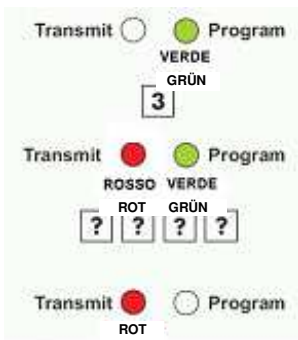 Transmit Program
VERDE
GRÜN
3
Transmit Program
ROSSO VERDE
ROT GRÜN
? ? ? ?
Transmit Program
ROT